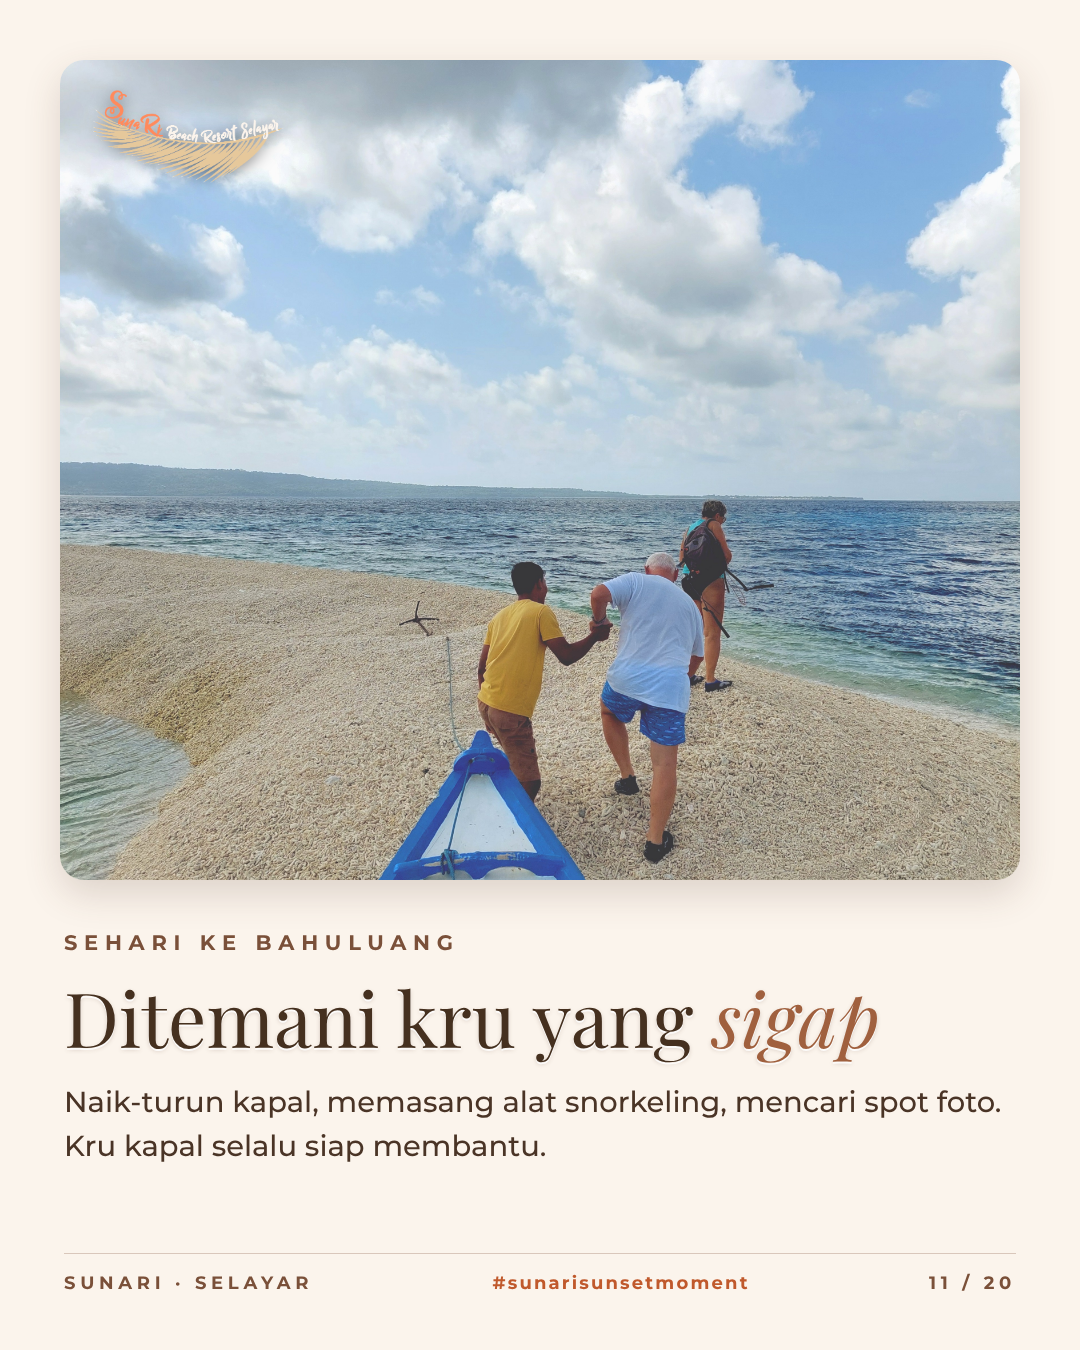 SunaRi Beach Resort Selayar
SEHARI KE BAHULUANG
Ditemani kru yang sigap
Naik-turun kapal, memasang alat snorkeling, mencari spot foto.
Kru kapal selalu siap membantu.
SUNARI · SELAYAR
#sunarisunsetmoment
11 / 20